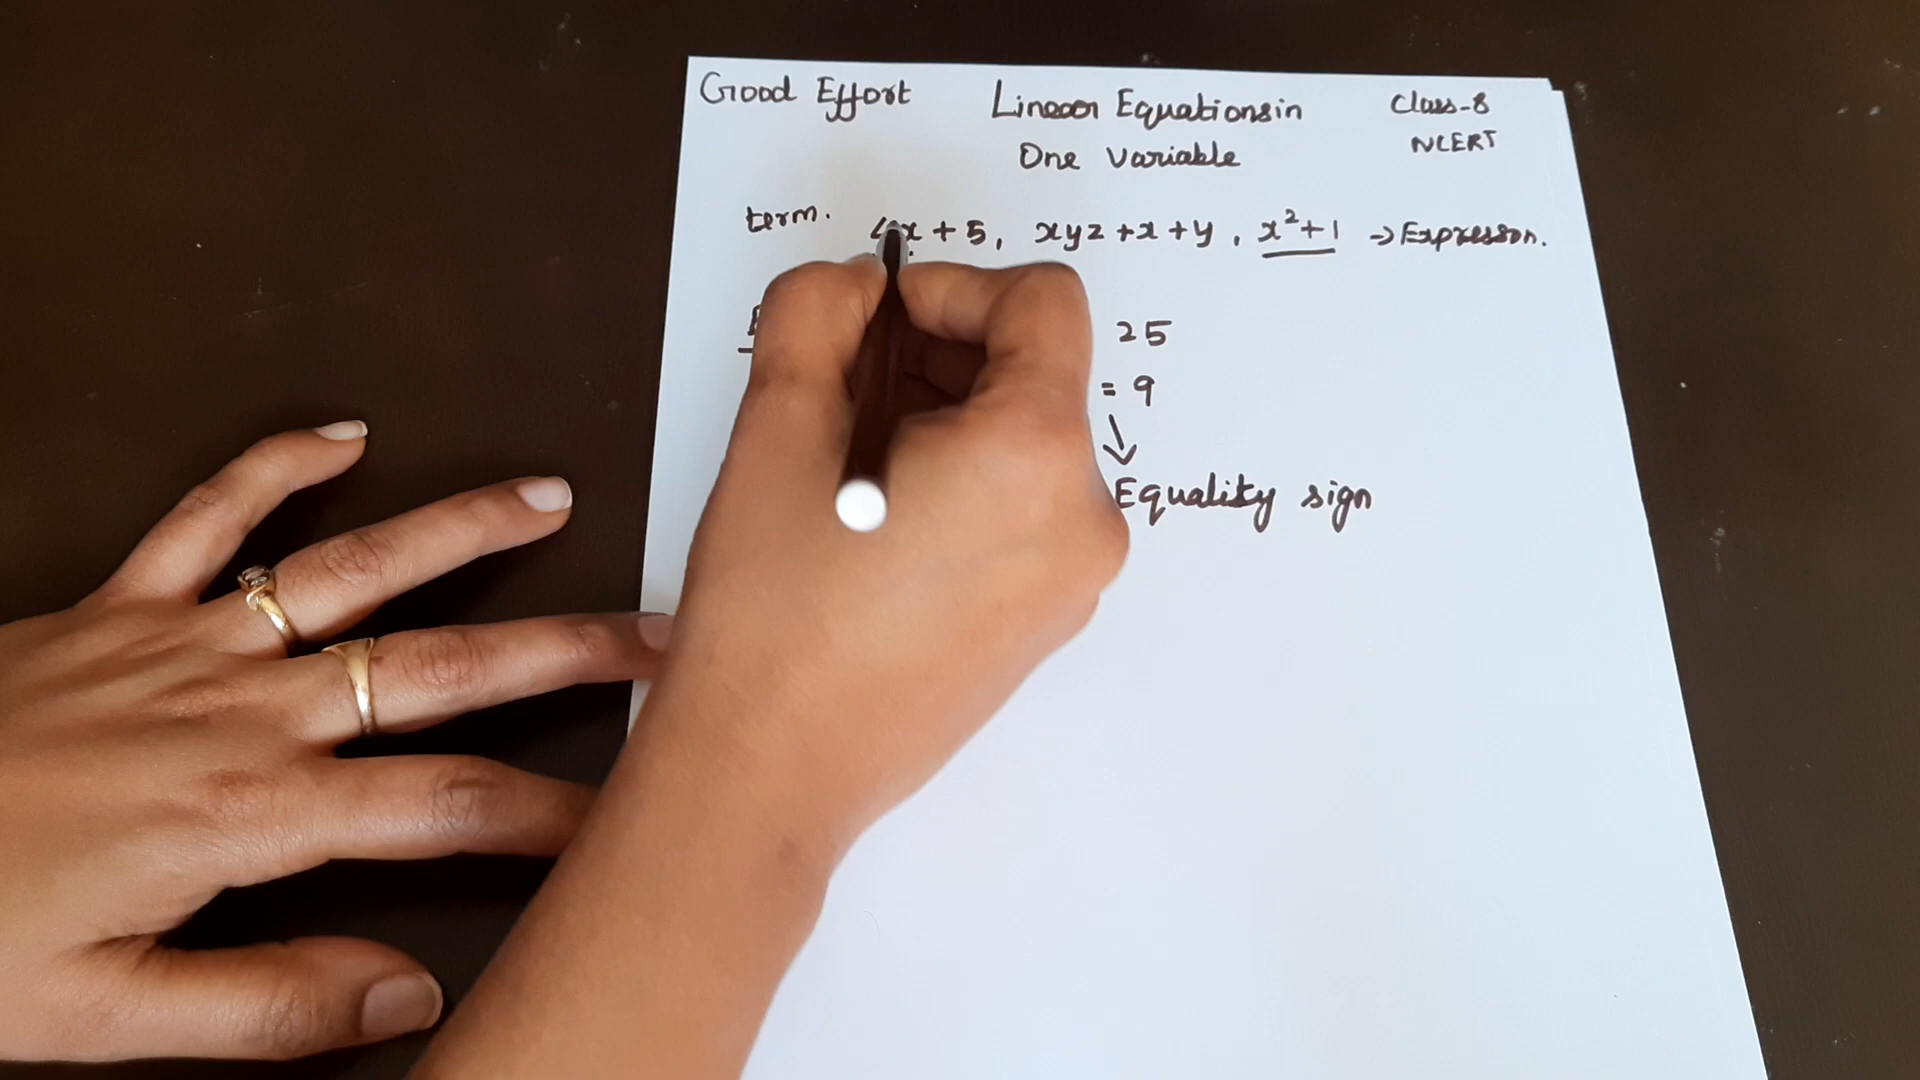 Good Effort
Linear Equations in
One Variable
Class-8
NCERT
term.
4x + 5, xyz + x + y, x²+1 → Expression.
25
= 9
↓
Equality sign